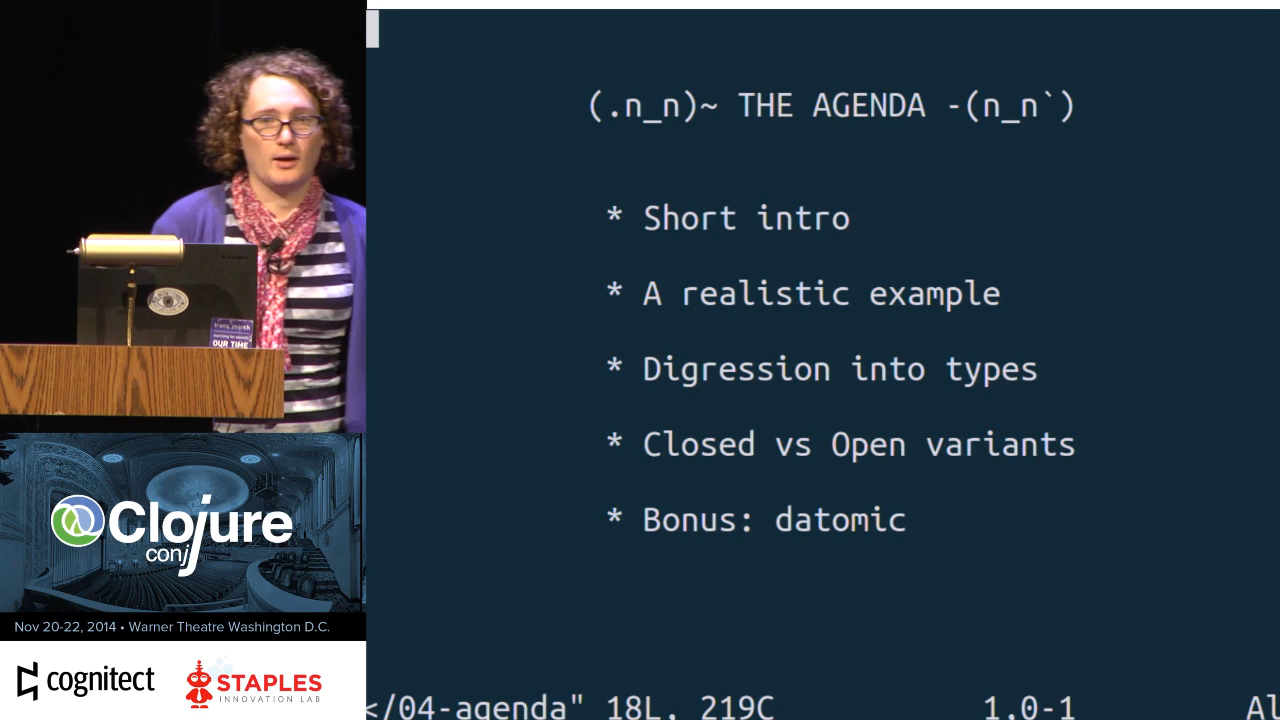 (.n_n)~ THE AGENDA -(n_n`)
* Short intro
* A realistic example
* Digression into types
* Closed vs Open variants
* Bonus: datomic
</04-agenda" 18L, 219C 1,0-1 Al
OUR TIME
Clojure
conj
Nov 20-22, 2014 • Warner Theatre Washington D.C.
cognitect
STAPLES
INNOVATION LAB